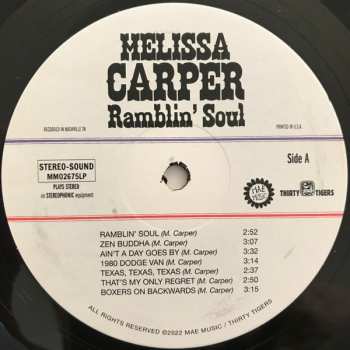 MELISSA
CARPER
Ramblin' Soul
RECORDED IN NASHVILLE TN
PRINTED IN U.S.A.
STEREO-SOUND
MM02675LP
PLAYS STEREO
on STEREOPHONIC equipment
MAE MUSIC
THIRTY TIGERS
Side A
RAMBLIN' SOUL (M. Carper) 2:52
ZEN BUDDHA (M. Carper) 3:07
AIN'T A DAY GOES BY (M. Carper) 3:32
1980 DODGE VAN (M. Carper) 3:14
TEXAS, TEXAS, TEXAS (M. Carper) 2:37
THAT'S MY ONLY REGRET (M. Carper) 2:50
BOXERS ON BACKWARDS (M. Carper) 3:15
ALL RIGHTS RESERVED ©2022 MAE MUSIC / THIRTY TIGERS